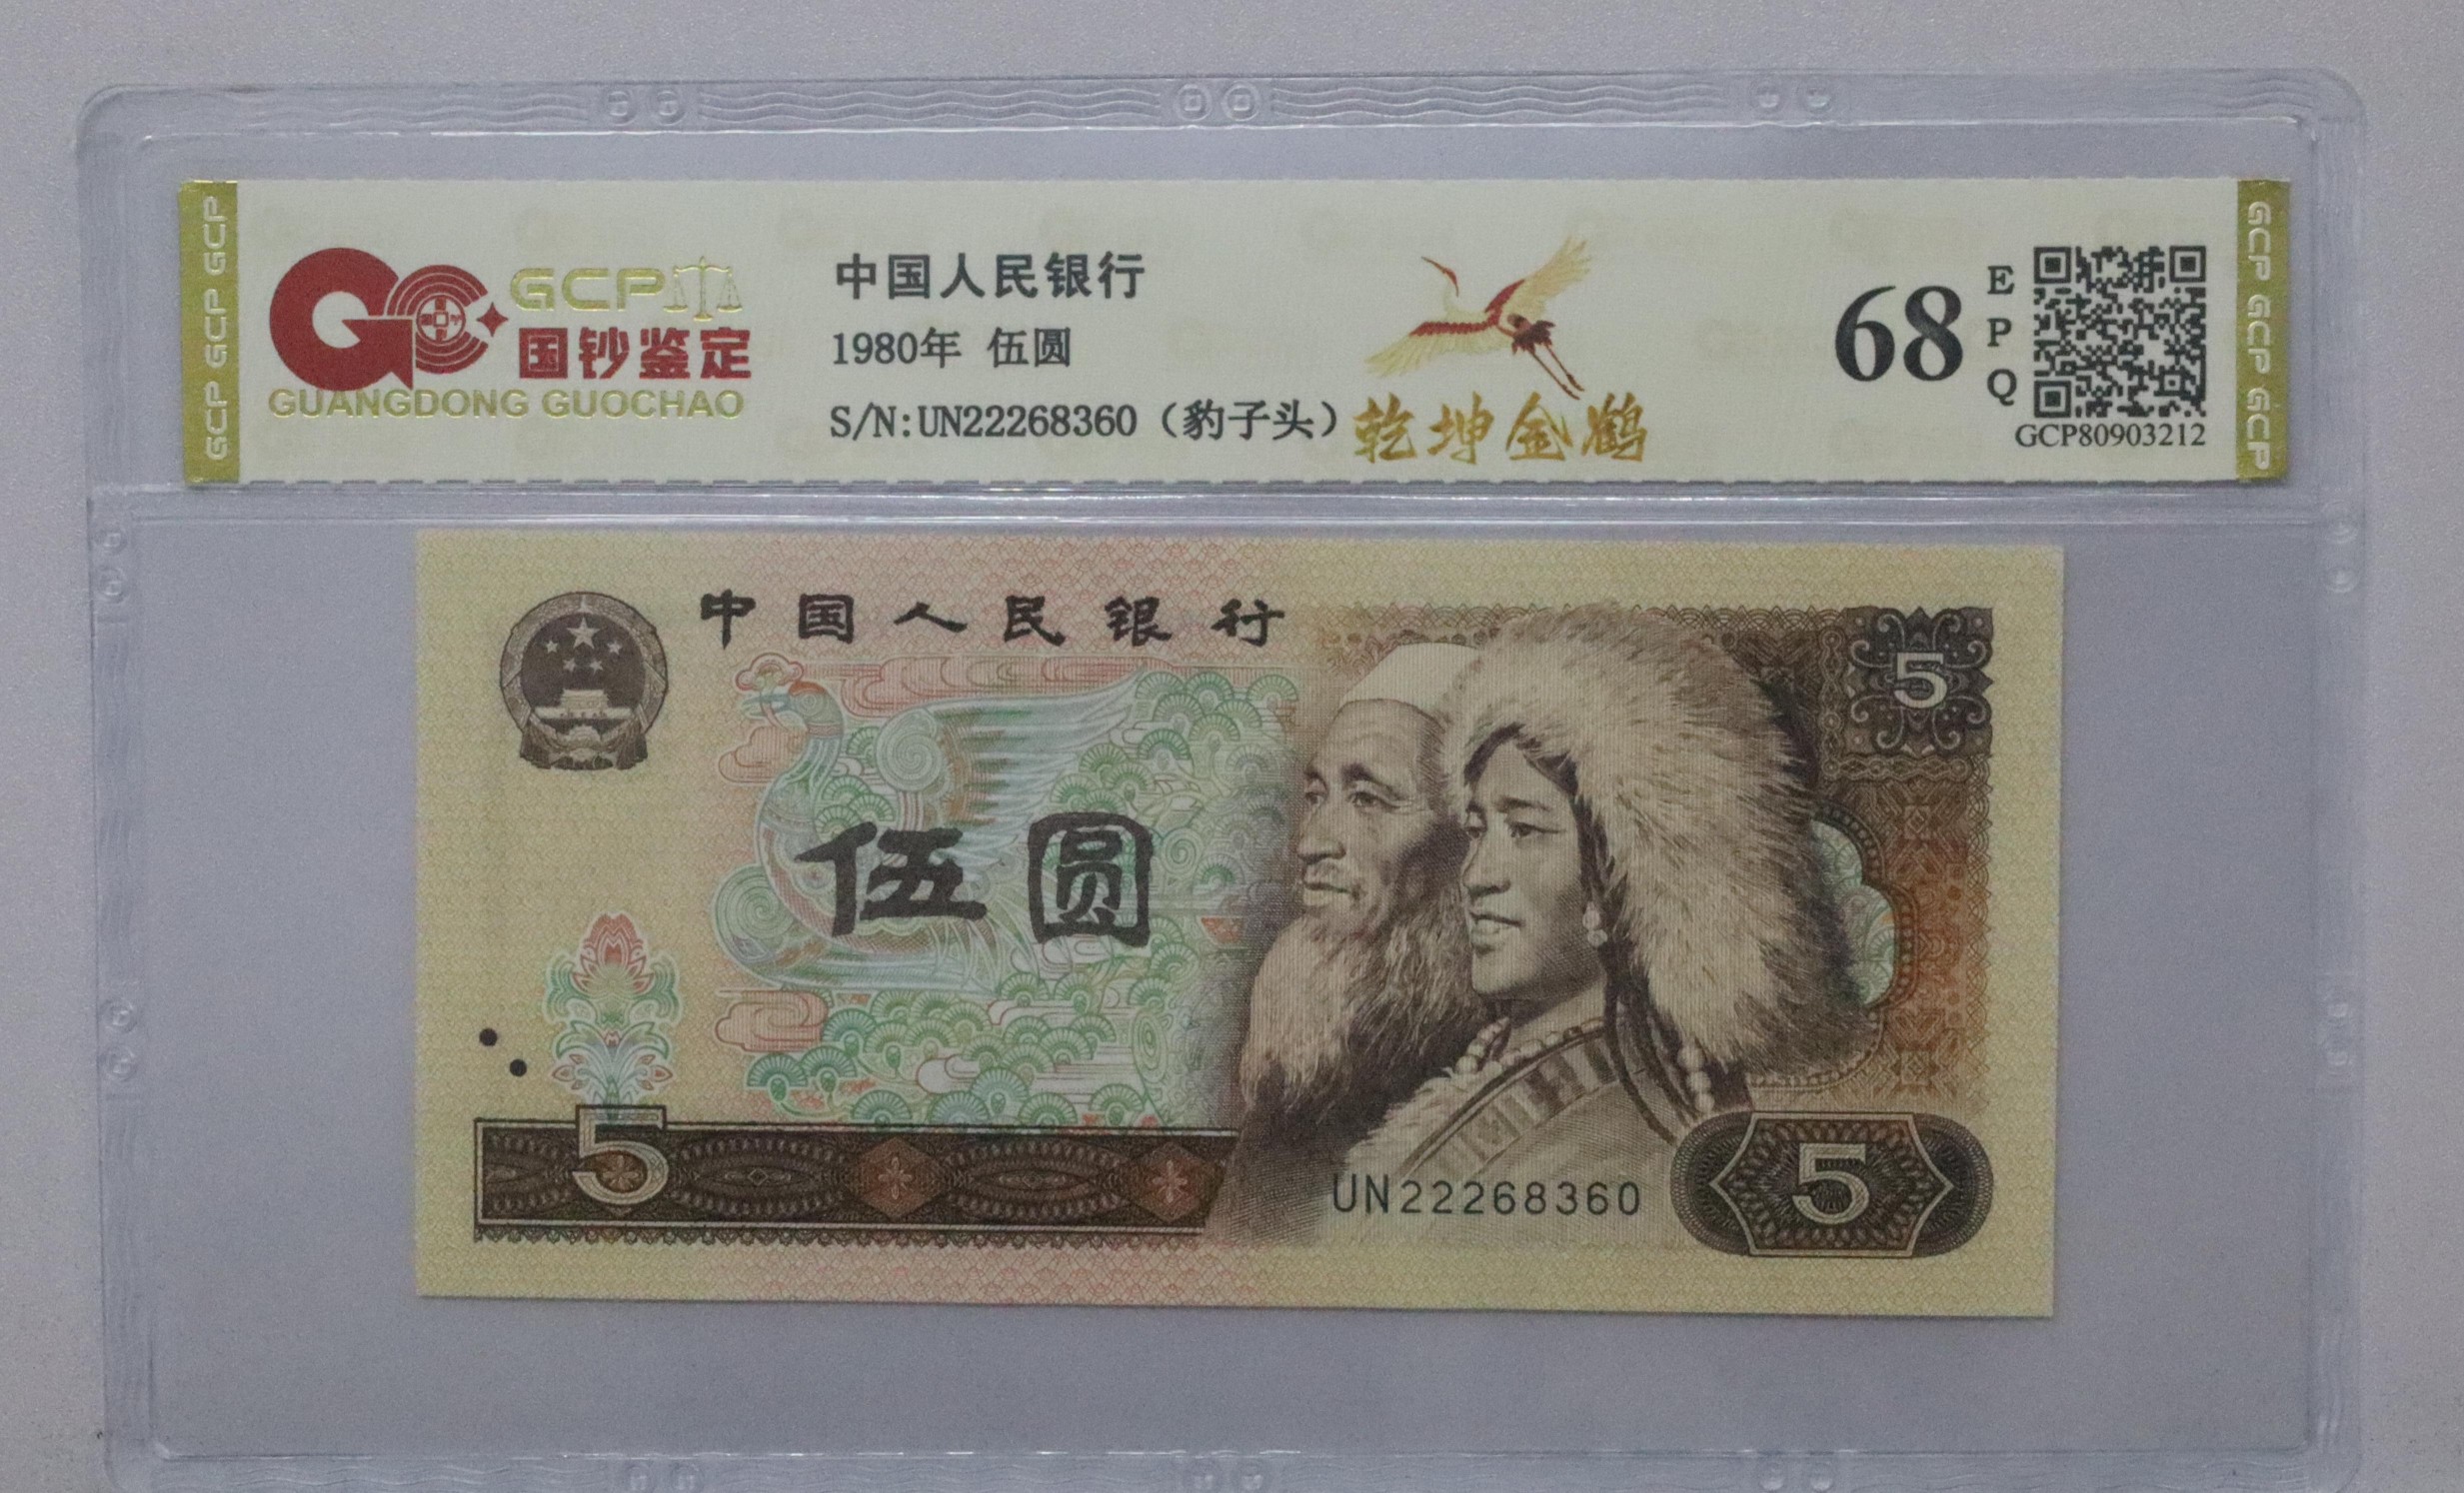 GCP GCP GCP
GCP
国钞鉴定
GUANGDONG GUOCHAO
中国人民银行
1980年 伍圆
S/N:UN22268360（豹子头）
乾坤金鹤
68
EPQ
GCP80903212
GCP GCP GCP
中国人民银行
5
伍圆
5
UN22268360
5